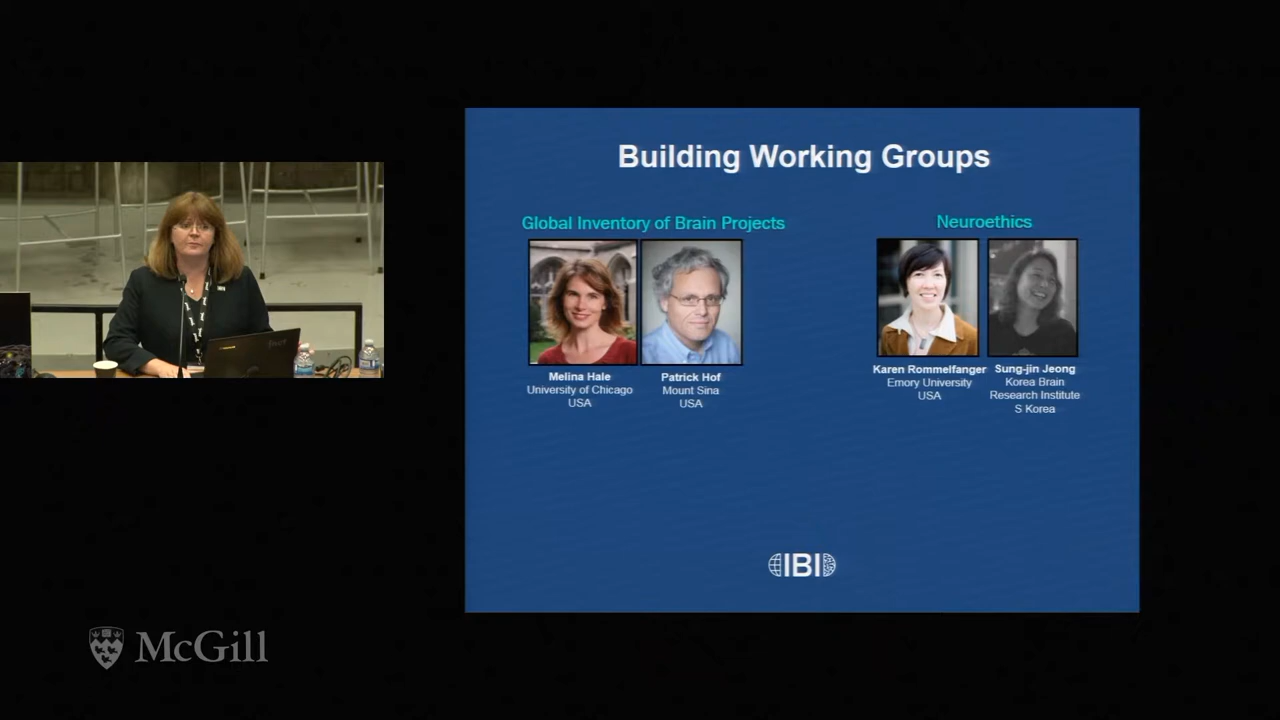 Building Working Groups
Global Inventory of Brain Projects
Neuroethics
Melina Hale
University of Chicago
USA
Patrick Hof
Mount Sina
USA
Karen Rommelfanger
Emory University
USA
Sung-jin Jeong
Korea Brain
Research Institute
S Korea
IBI
McGill